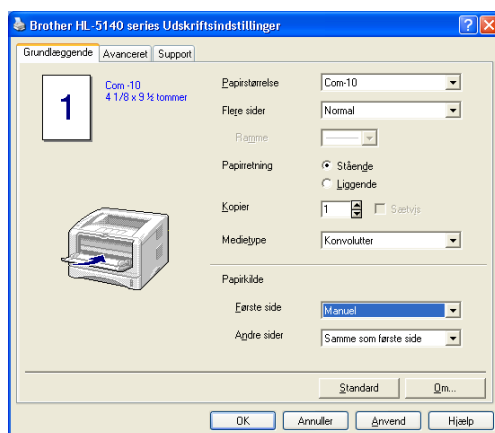 Brother HL-5140 series Udskriftsindstillinger
Grundlæggende Avanceret Support
1
Com -10
4 1/8 x 9 ½ tommer
Papirstørrelse Com-10
Flere sider Normal
Ramme
Papirretning Stående
Liggende
Kopier 1 Sætvis
Medietype Konvolutter
Papirkilde
Første side Manuel
Andre sider Samme som første side
Standard Om...
OK Annuller Anvend Hjælp